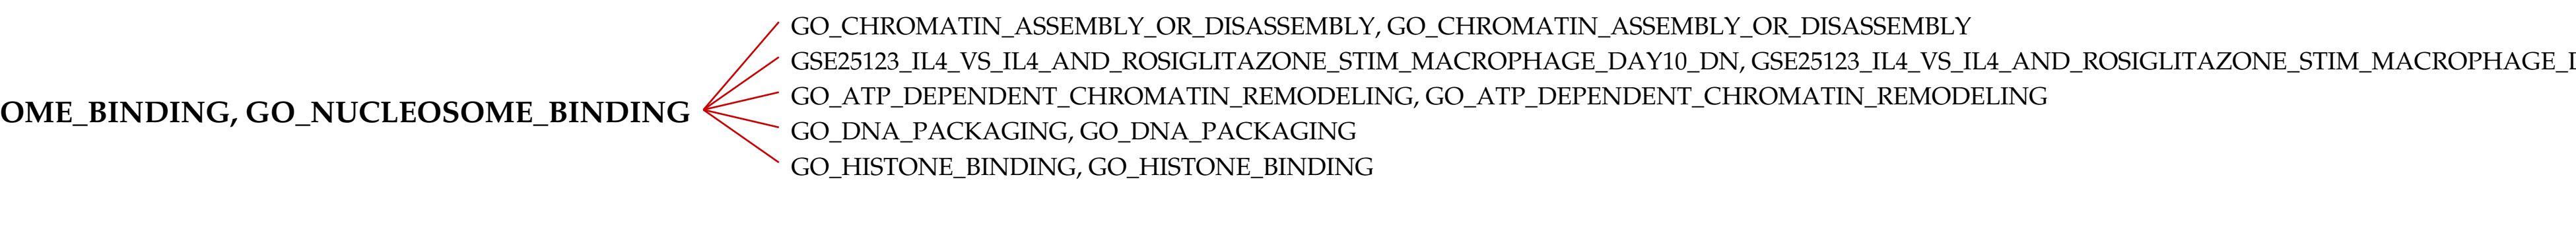 GO_CHROMATIN_ASSEMBLY_OR_DISASSEMBLY, GO_CHROMATIN_ASSEMBLY_OR_DISASSEMBLY
GSE25123_IL4_VS_IL4_AND_ROSIGLITAZONE_STIM_MACROPHAGE_DAY10_DN, GSE25123_IL4_VS_IL4_AND_ROSIGLITAZONE_STIM_MACROPHAGE_
GO_ATP_DEPENDENT_CHROMATIN_REMODELING, GO_ATP_DEPENDENT_CHROMATIN_REMODELING
OME_BINDING, GO_NUCLEOSOME_BINDING
GO_DNA_PACKAGING, GO_DNA_PACKAGING
GO_HISTONE_BINDING, GO_HISTONE_BINDING